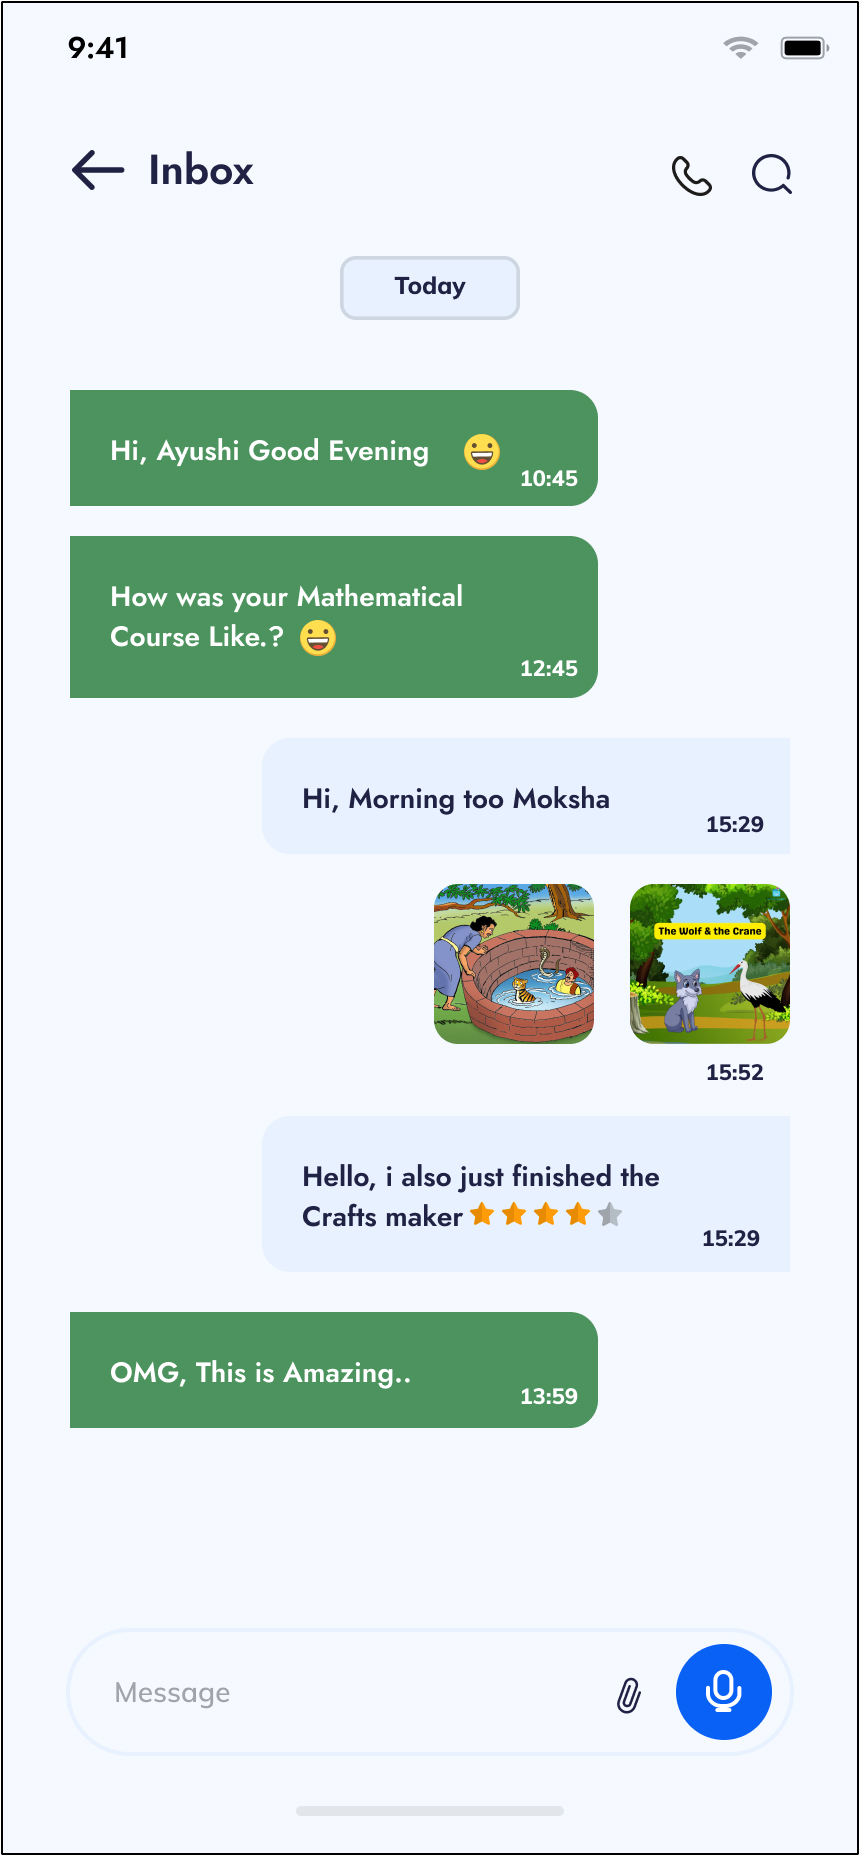 9:41
Inbox
Today
Hi, Ayushi Good Evening 😀
10:45
How was your Mathematical
Course Like.? 😀
12:45
Hi, Morning too Moksha
15:29
The Wolf & the Crane
15:52
Hello, i also just finished the
Crafts maker
15:29
OMG, This is Amazing..
13:59
Message